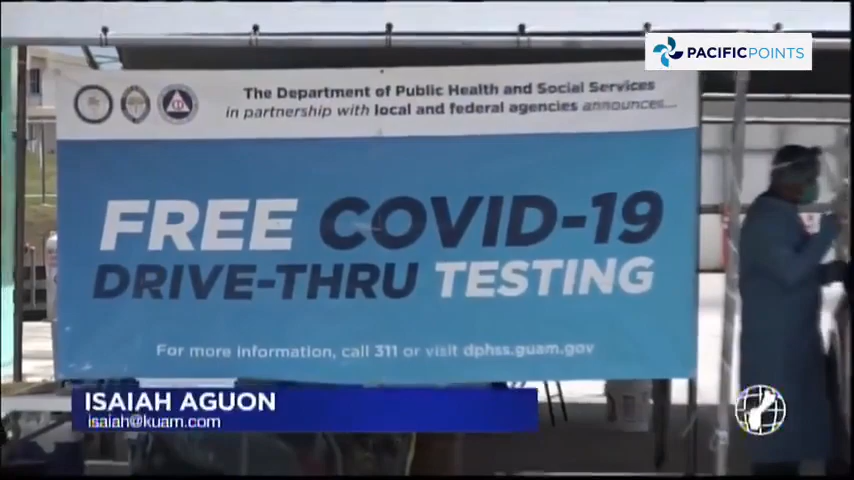 PACIFICPOINTS
The Department of Public Health and Social Services
in partnership with local and federal agencies announces...
FREE COVID-19
DRIVE-THRU TESTING
For more information, call 311 or visit dphss.guam.gov
ISAIAH AGUON
isaiah@kuam.com